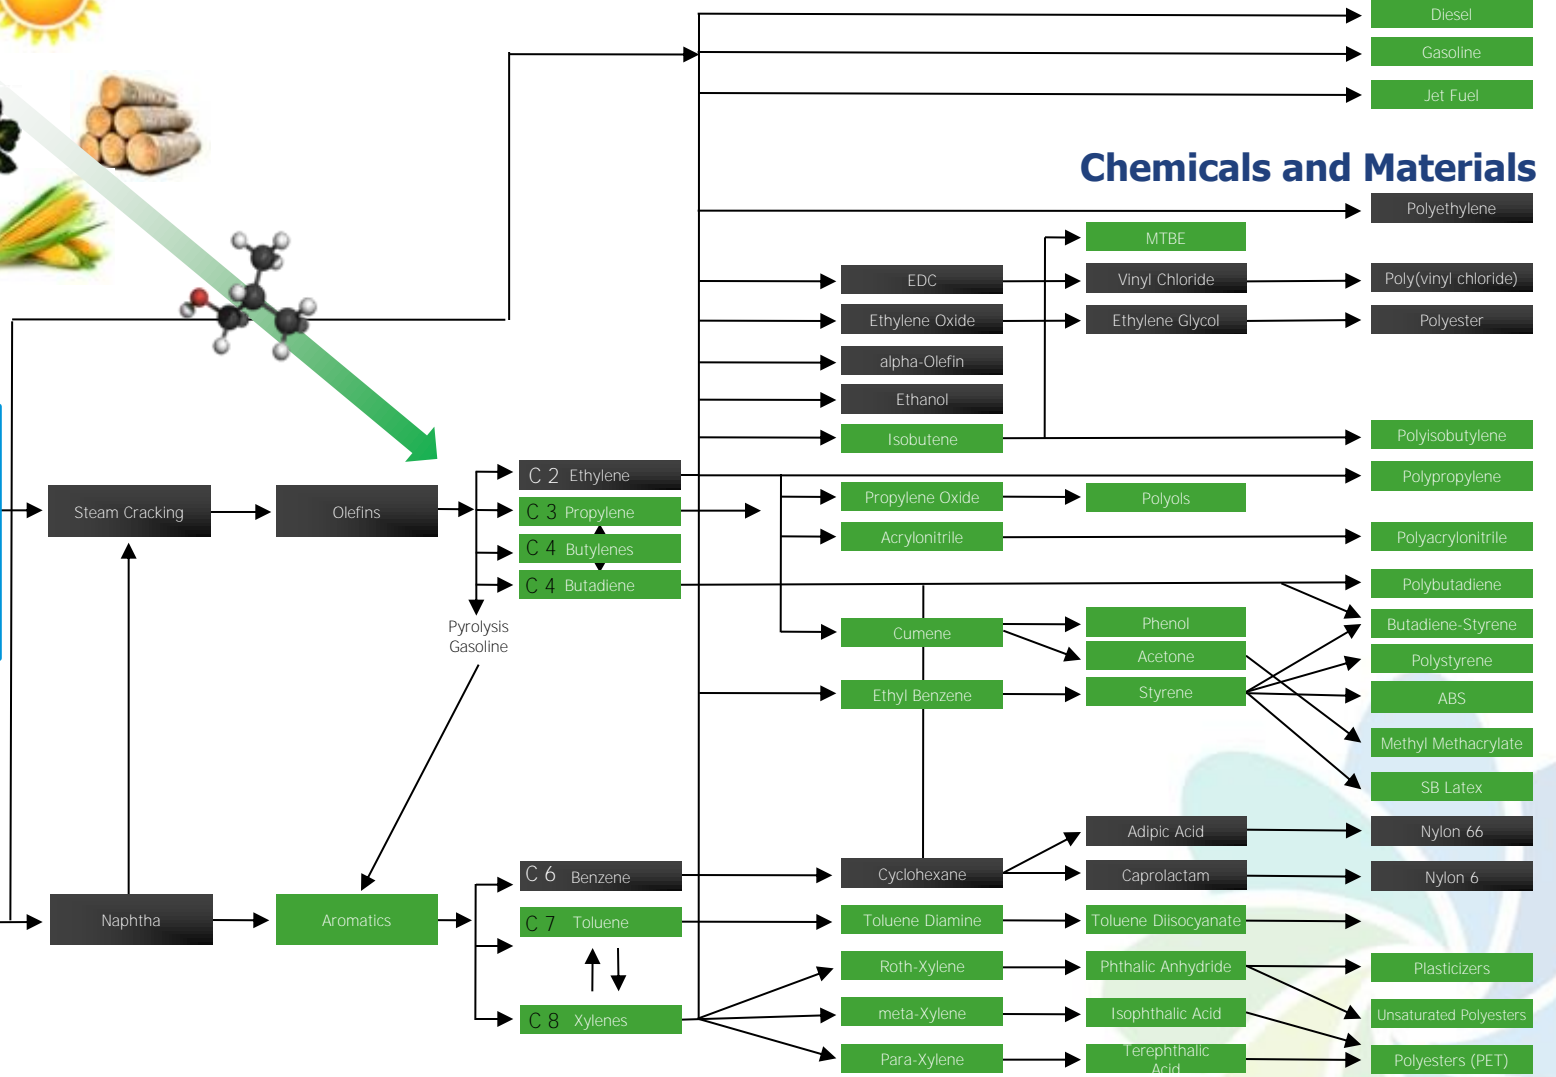 Diesel
Gasoline
Jet Fuel
Chemicals and Materials
Polyethylene
MTBE
EDC
Vinyl Chloride
Poly(vinyl chloride)
Ethylene Oxide
Ethylene Glycol
Polyester
alpha-Olefin
Ethanol
Isobutene
Polyisobutylene
C 2 Ethylene
Polypropylene
Steam Cracking
Olefins
C 3 Propylene
Propylene Oxide
Polyols
C 4 Butylenes
Acrylonitrile
Polyacrylonitrile
C 4 Butadiene
Polybutadiene
Pyrolysis
Gasoline
Cumene
Phenol
Butadiene-Styrene
Acetone
Polystyrene
Ethyl Benzene
Styrene
ABS
Methyl Methacrylate
SB Latex
Adipic Acid
Nylon 66
C 6 Benzene
Cyclohexane
Caprolactam
Nylon 6
Naphtha
Aromatics
C 7 Toluene
Toluene Diamine
Toluene Diisocyanate
Roth-Xylene
Phthalic Anhydride
Plasticizers
C 8 Xylenes
meta-Xylene
Isophthalic Acid
Unsaturated Polyesters
Para-Xylene
Terephthalic
Acid
Polyesters (PET)